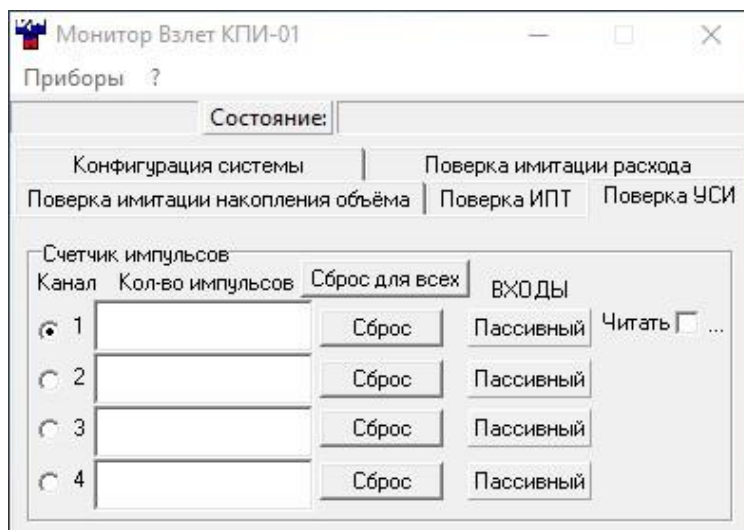 Монитор Взлет КПИ-01
Приборы ?
Состояние:
Конфигурация системы Поверка имитации расхода
Поверка имитации накопления объёма Поверка ИПТ Поверка УСИ
Счетчик импульсов
Канал Кол-во импульсов Сброс для всех ВХОДЫ
1 Сброс Пассивный Читать ...
2 Сброс Пассивный
3 Сброс Пассивный
4 Сброс Пассивный